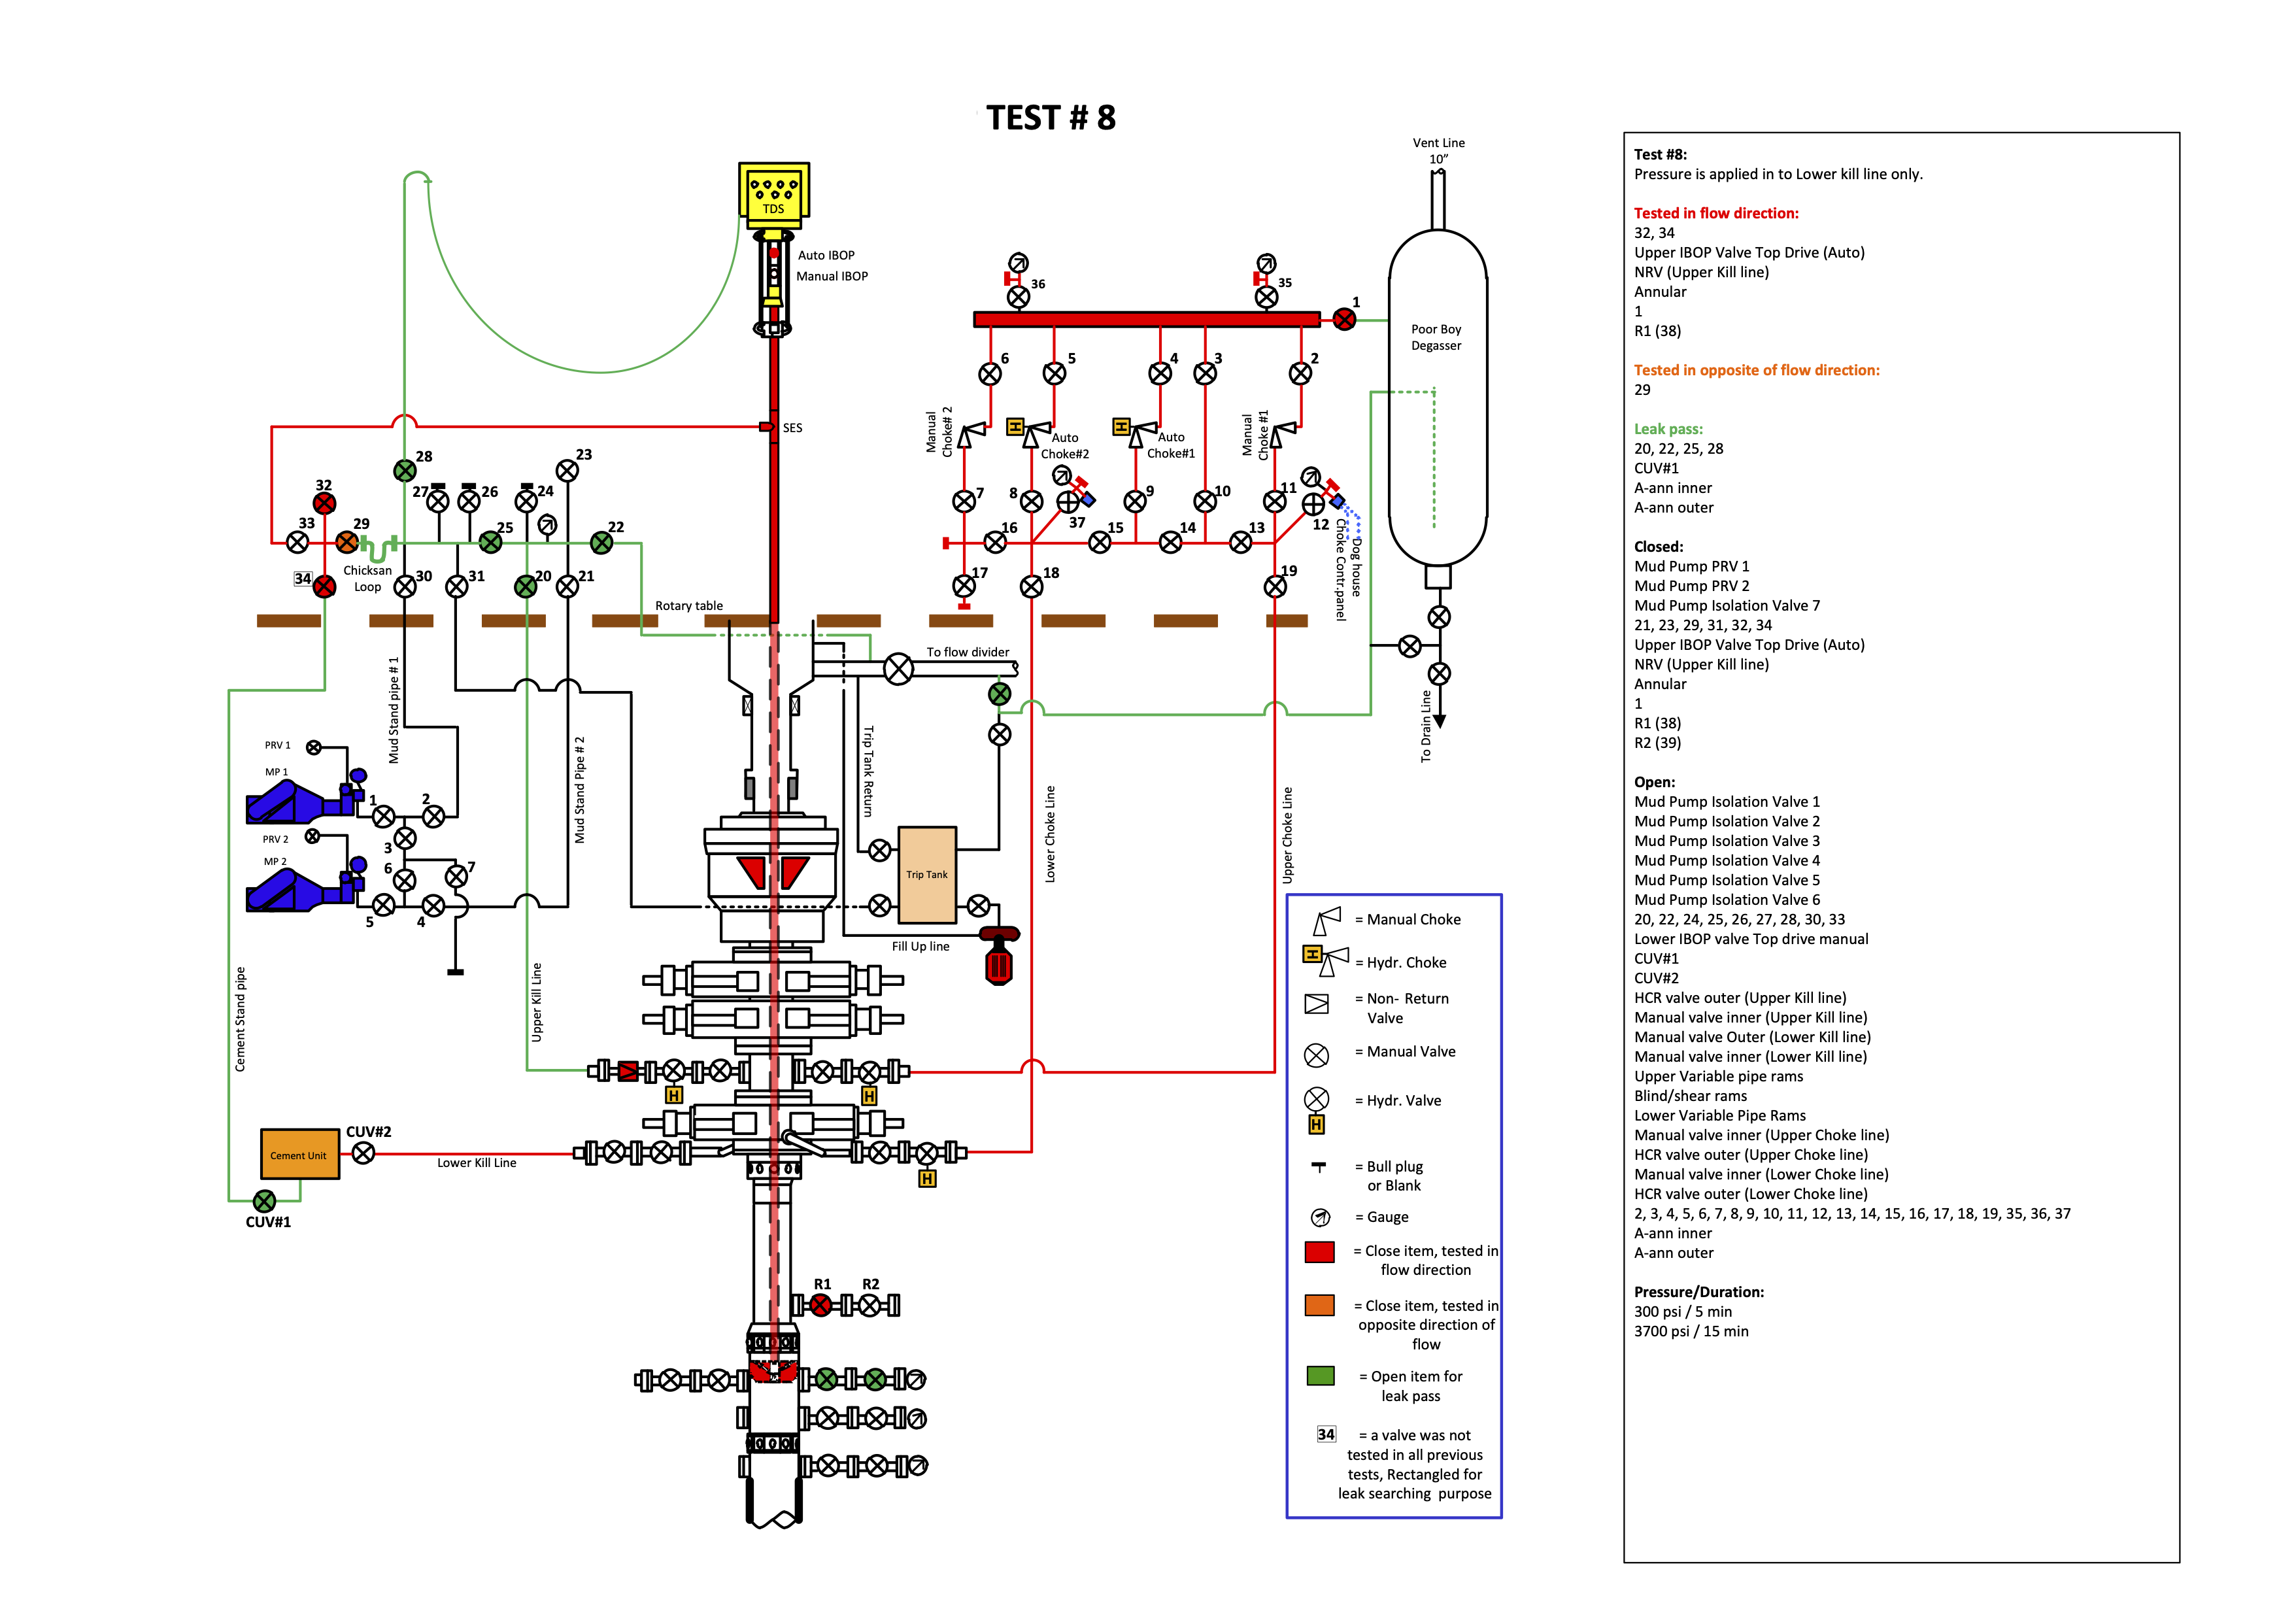 TEST # 8
Vent Line
10”
TDS
Auto IBOP
Manual IBOP
SES
36
35
1
Poor Boy
Degasser
6
5
4
3
2
Manual
Choke# 2
H
Auto
Choke#2
H
Auto
Choke#1
Manual
Choke #1
28
23
32
27
26
24
33
29
25
22
7
8
37
9
10
11
12
16
15
14
13
Chicksan
Loop
34
30
31
20
21
17
18
19
Choke Contr.panel
Dog house
Rotary table
To flow divider
Mud Stand pipe # 1
Mud Stand Pipe # 2
Trip Tank Return
To Drain Line
PRV 1
MP 1
1
2
3
PRV 2
MP 2
6
7
5
4
Trip Tank
Fill Up line
Lower Choke Line
Upper Choke Line
Cement Stand pipe
Upper Kill Line
H
H
CUV#2
Cement Unit
Lower Kill Line
H
CUV#1
R1
R2
= Manual Choke
H
= Hydr. Choke
= Non- Return
Valve
= Manual Valve
= Hydr. Valve
H
= Bull plug
or Blank
= Gauge
= Close item, tested in
flow direction
= Close item, tested in
opposite direction of
flow
= Open item for
leak pass
34
= a valve was not
tested in all previous
tests, Rectangled for
leak searching purpose
Test #8:
Pressure is applied in to Lower kill line only.
Tested in flow direction:
32, 34
Upper IBOP Valve Top Drive (Auto)
NRV (Upper Kill line)
Annular
1
R1 (38)
Tested in opposite of flow direction:
29
Leak pass:
20, 22, 25, 28
CUV#1
A-ann inner
A-ann outer
Closed:
Mud Pump PRV 1
Mud Pump PRV 2
Mud Pump Isolation Valve 7
21, 23, 29, 31, 32, 34
Upper IBOP Valve Top Drive (Auto)
NRV (Upper Kill line)
Annular
1
R1 (38)
R2 (39)
Open:
Mud Pump Isolation Valve 1
Mud Pump Isolation Valve 2
Mud Pump Isolation Valve 3
Mud Pump Isolation Valve 4
Mud Pump Isolation Valve 5
Mud Pump Isolation Valve 6
20, 22, 24, 25, 26, 27, 28, 30, 33
Lower IBOP valve Top drive manual
CUV#1
CUV#2
HCR valve outer (Upper Kill line)
Manual valve inner (Upper Kill line)
Manual valve Outer (Lower Kill line)
Manual valve inner (Lower Kill line)
Upper Variable pipe rams
Blind/shear rams
Lower Variable Pipe Rams
Manual valve inner (Upper Choke line)
HCR valve outer (Upper Choke line)
Manual valve inner (Lower Choke line)
HCR valve outer (Lower Choke line)
2, 3, 4, 5, 6, 7, 8, 9, 10, 11, 12, 13, 14, 15, 16, 17, 18, 19, 35, 36, 37
A-ann inner
A-ann outer
Pressure/Duration:
300 psi / 5 min
3700 psi / 15 min